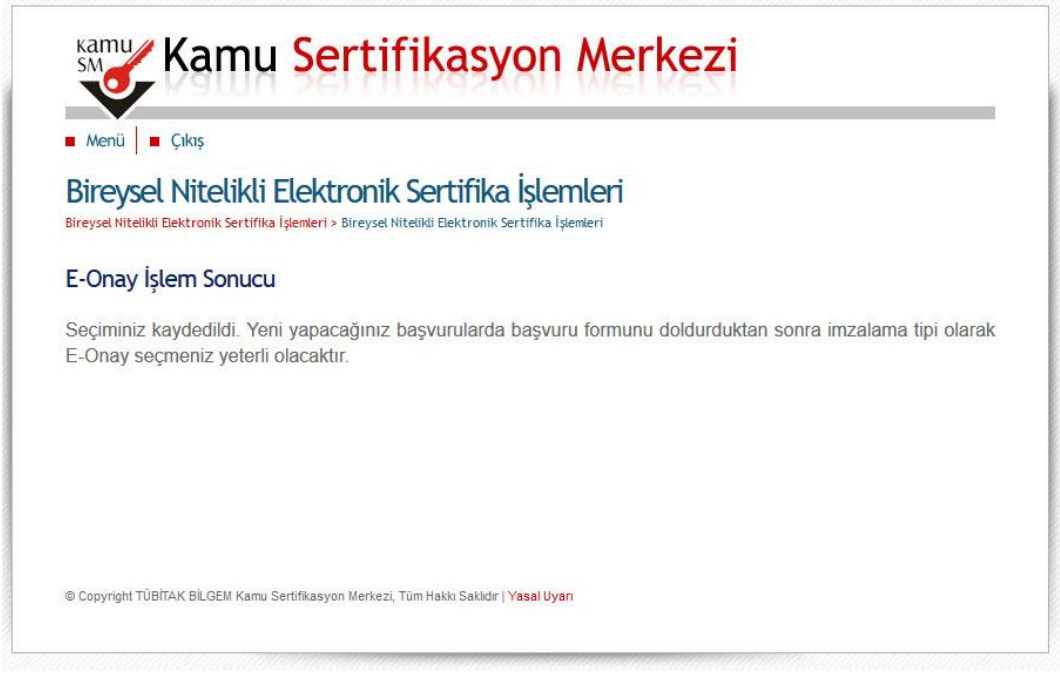 kamu
SM
Kamu Sertifikasyon Merkezi
Menü
Çıkış
Bireysel Nitelikli Elektronik Sertifika İşlemleri
Bireysel Nitelikli Elektronik Sertifika İşlemleri > Bireysel Nitelikli Elektronik Sertifika İşlemleri
E-Onay İşlem Sonucu
Seçiminiz kaydedildi. Yeni yapacağınız başvurularda başvuru formunu doldurduktan sonra imzalama tipi olarak
E-Onay seçmeniz yeterli olacaktır.
© Copyright TÜBİTAK BİLGEM Kamu Sertifikasyon Merkezi, Tüm Hakkı Saklıdır | Yasal Uyarı